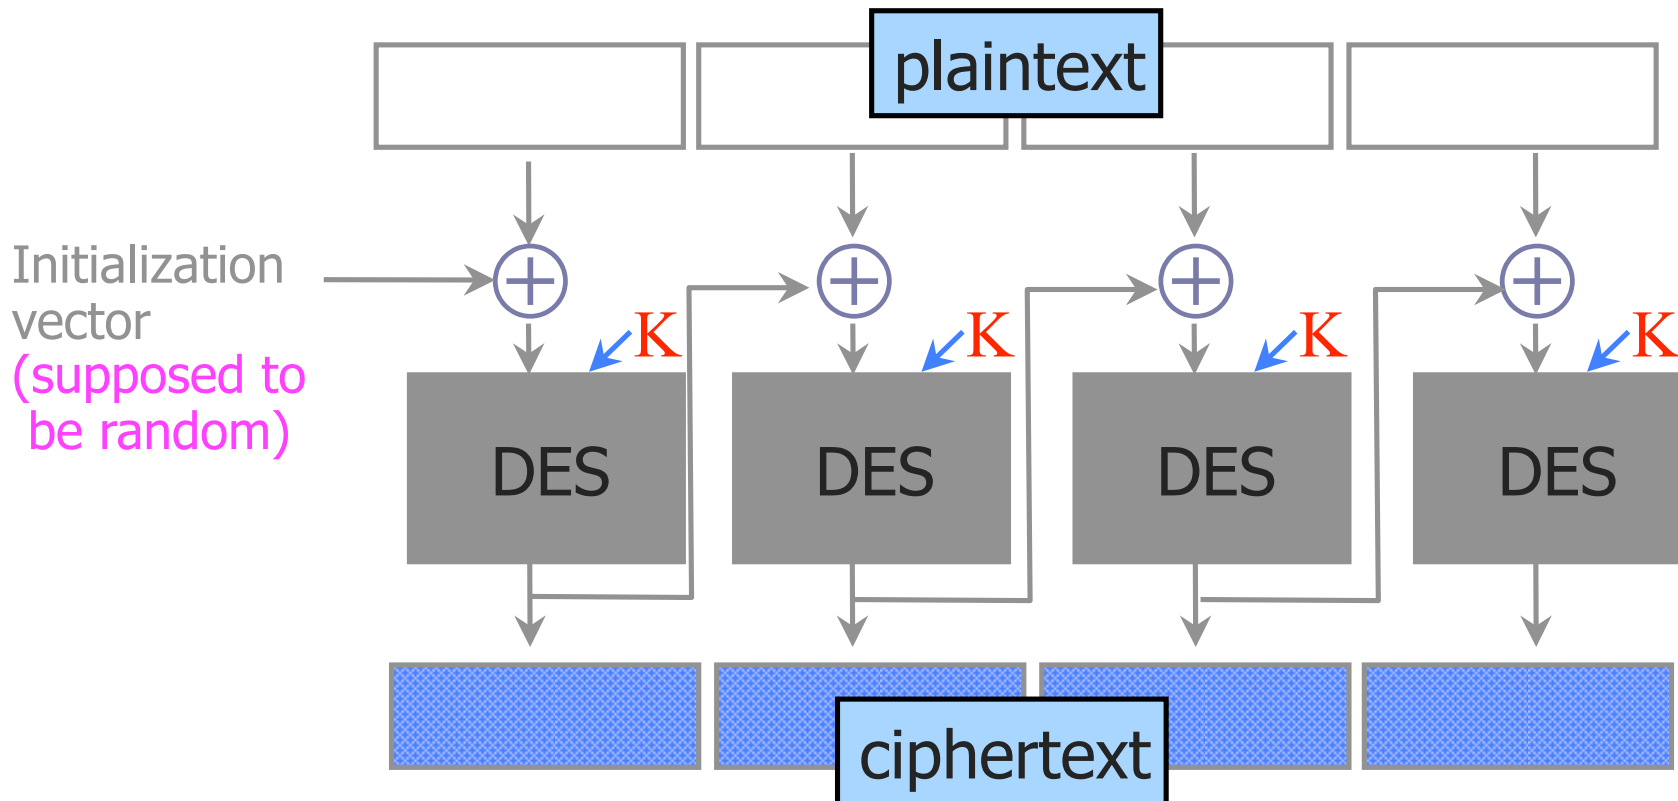 plaintext
Initialization
vector
(supposed to
be random)
K K K K
DES DES DES DES
ciphertext